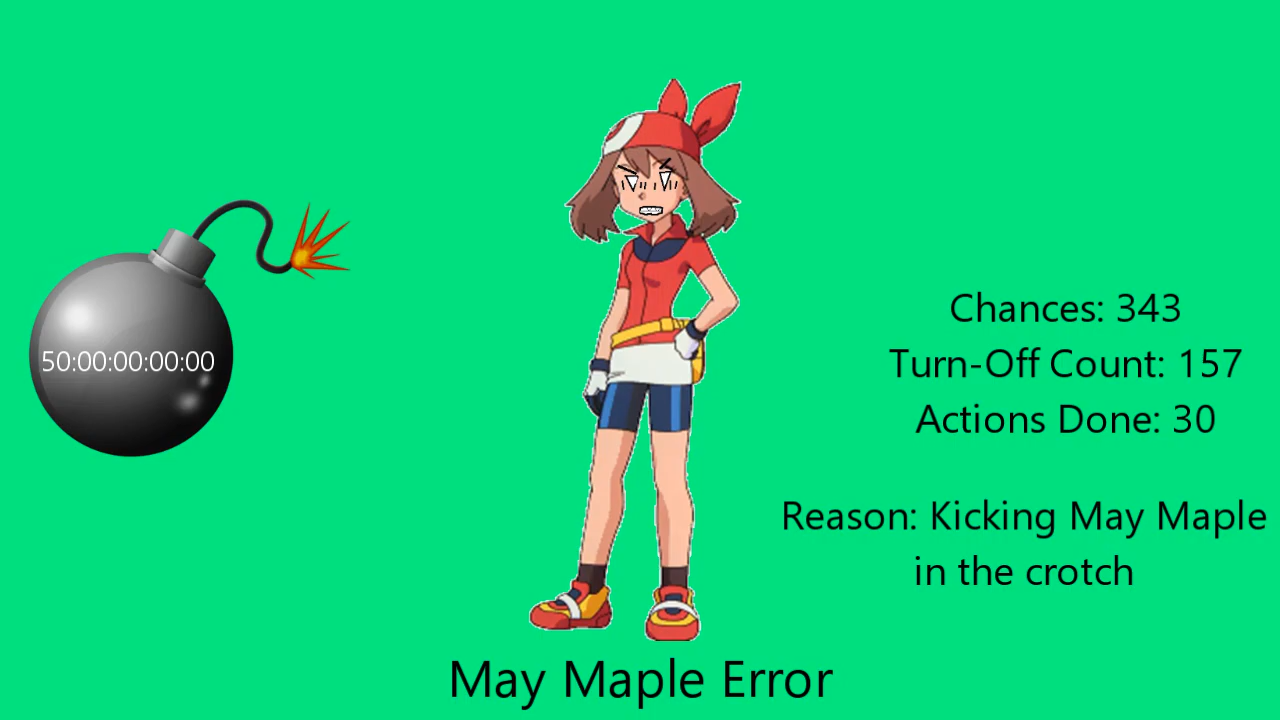 50:00:00:00:00
Chances: 343
Turn-Off Count: 157
Actions Done: 30
Reason: Kicking May Maple
in the crotch
May Maple Error